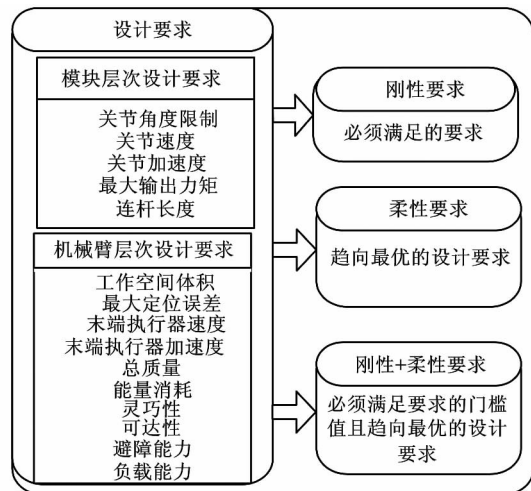 设计要求
模块层次设计要求
关节角度限制
关节速度
关节加速度
最大输出力矩
连杆长度
机械臂层次设计要求
工作空间体积
最大定位误差
末端执行器速度
末端执行器加速度
总质量
能量消耗
灵巧性
可达性
避障能力
负载能力
刚性要求
必须满足的要求
柔性要求
趋向最优的设计要求
刚性+柔性要求
必须满足要求的门槛
值且趋向最优的设计
要求